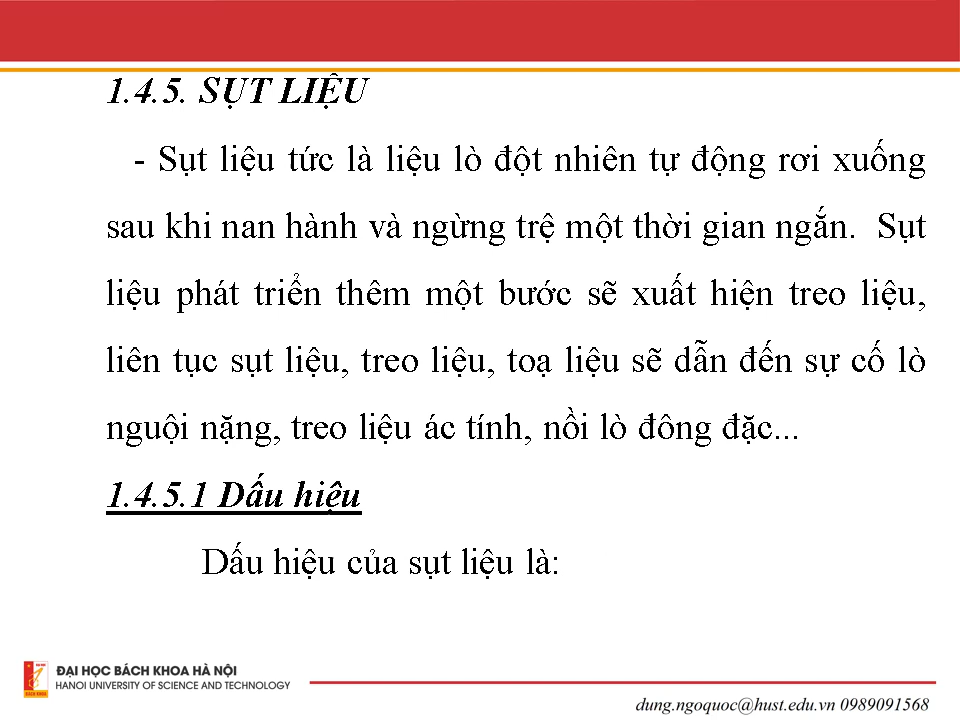 1.4.5. SỤT LIỆU
- Sụt liệu tức là liệu lò đột nhiên tự động rơi xuống
sau khi nan hành và ngừng trệ một thời gian ngắn. Sụt
liệu phát triển thêm một bước sẽ xuất hiện treo liệu,
liên tục sụt liệu, treo liệu, toạ liệu sẽ dẫn đến sự cố lò
nguội nặng, treo liệu ác tính, nồi lò đông đặc...
1.4.5.1 Dấu hiệu
Dấu hiệu của sụt liệu là:
ĐẠI HỌC BÁCH KHOA HÀ NỘI
HANOI UNIVERSITY OF SCIENCE AND TECHNOLOGY
dung.ngoquoc@hust.edu.vn 0989091568